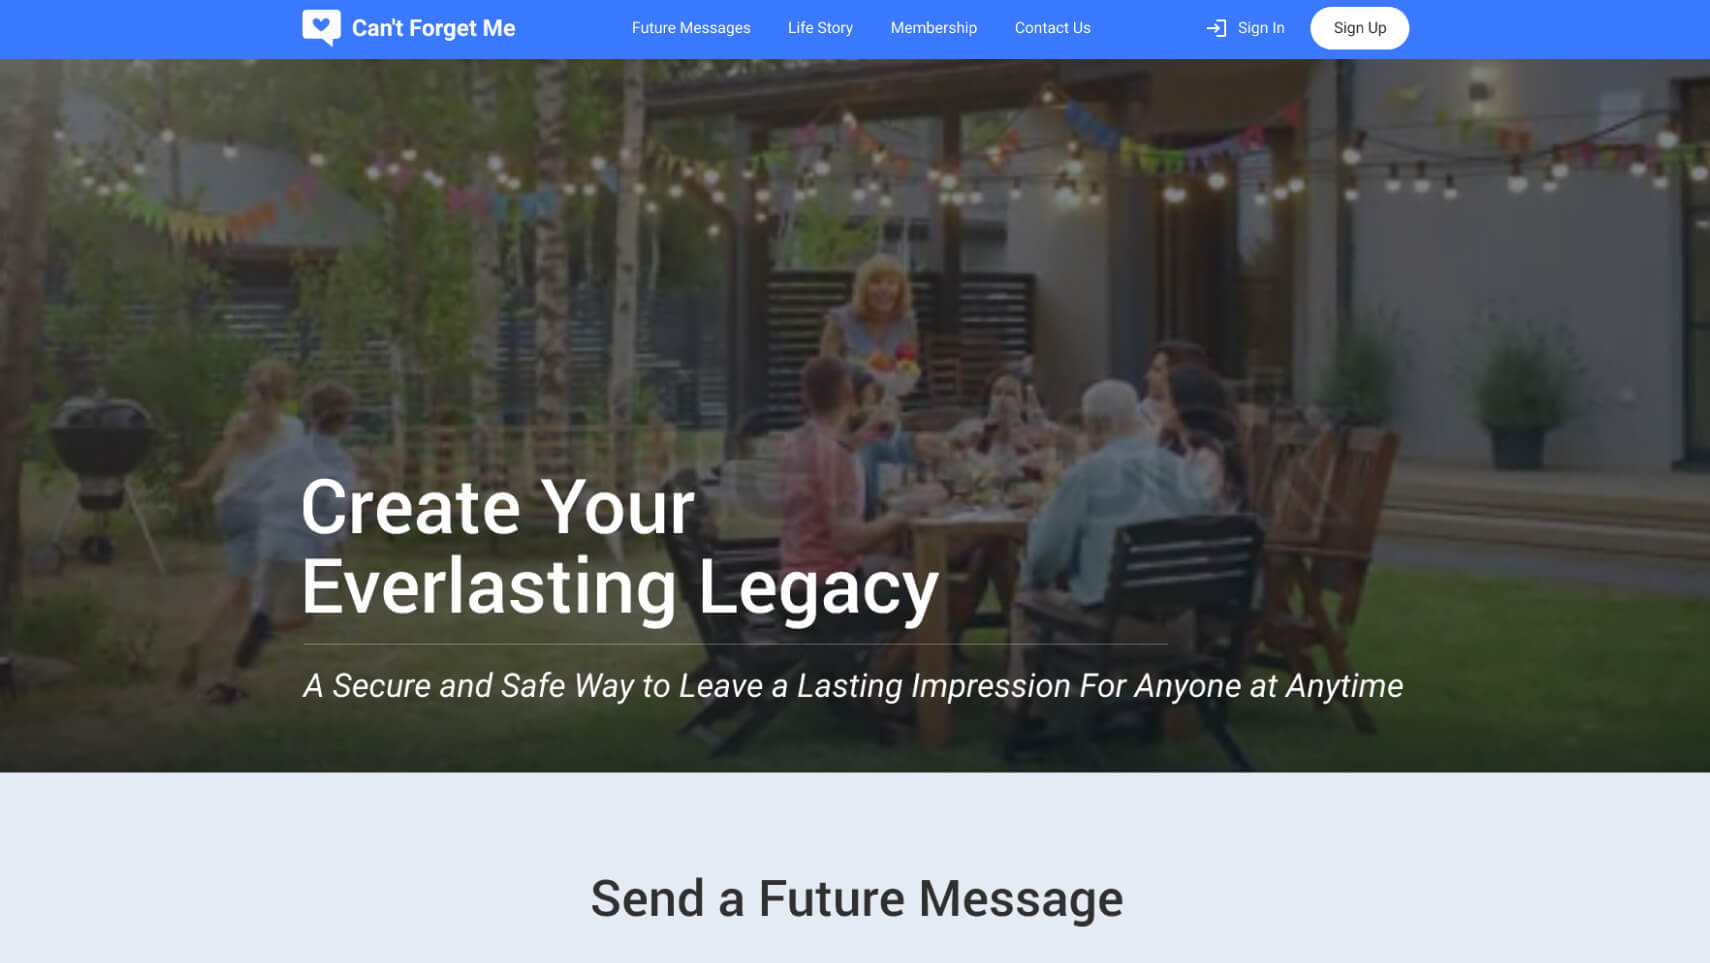 Can't Forget Me
Future Messages
Life Story
Membership
Contact Us
Sign In
Sign Up
Create Your
Everlasting Legacy
A Secure and Safe Way to Leave a Lasting Impression For Anyone at Anytime
Send a Future Message